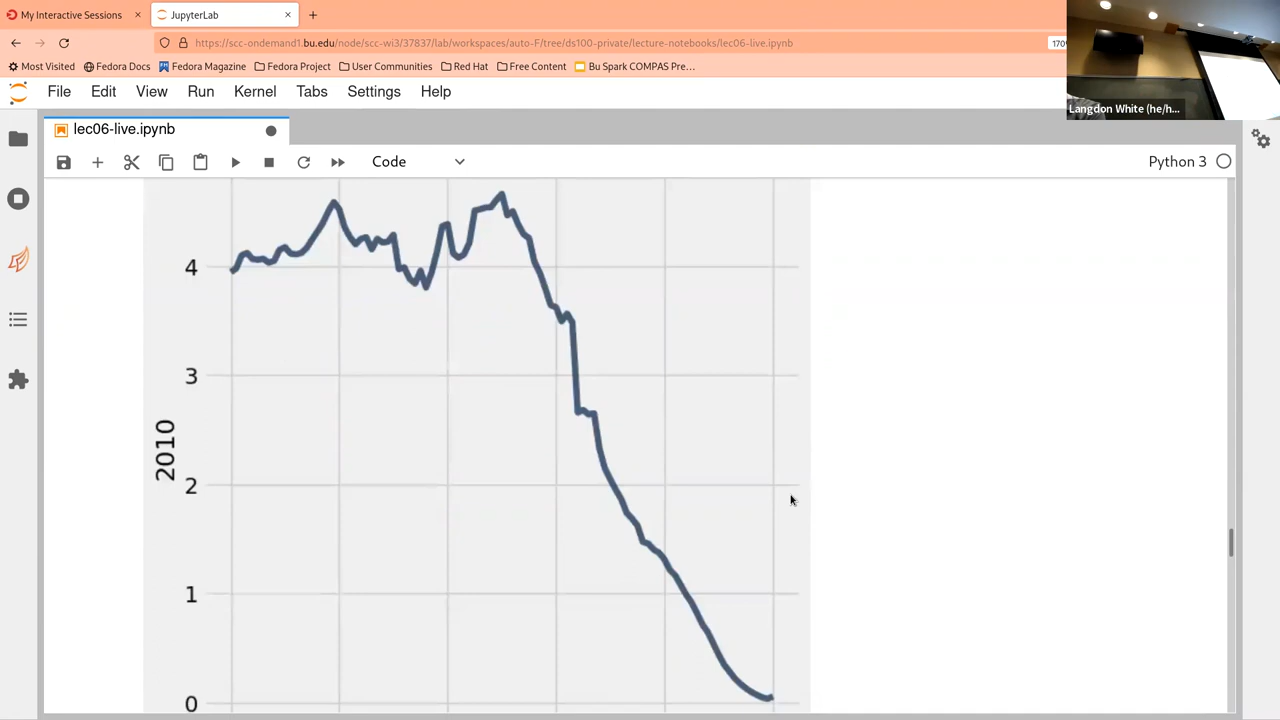 My Interactive Sessions
JupyterLab
https://scc-ondemand1.bu.edu/node/scc-wi3/37837/lab/workspaces/auto-F/tree/ds100-private/lecture-notebooks/lec06-live.ipynb
170%
Most Visited
Fedora Docs
Fedora Magazine
Fedora Project
User Communities
Red Hat
Free Content
Bu Spark COMPAS Pre…
Langdon White (he/h...
File
Edit
View
Run
Kernel
Tabs
Settings
Help
lec06-live.ipynb
Code
Python 3
4
3
2010
2
1
0